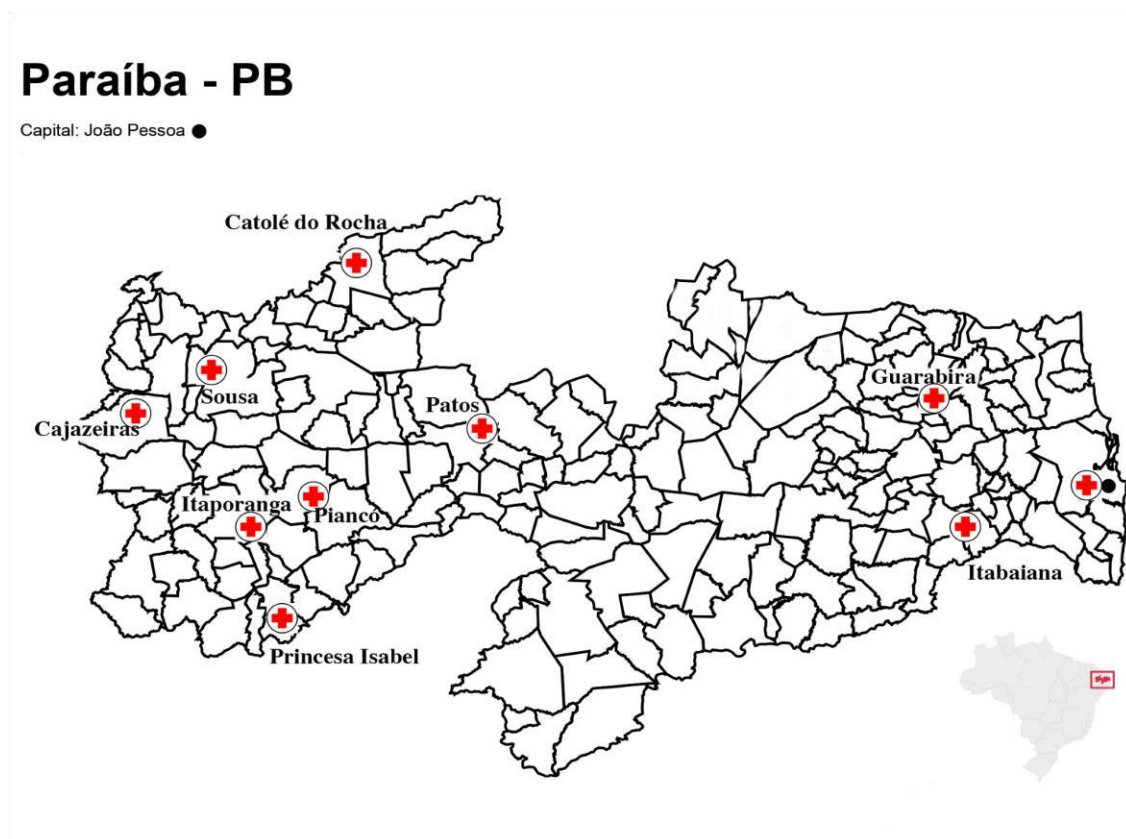 Paraíba - PB
Capital: João Pessoa
Catolé do Rocha
Guarabira
Sousa
Patos
Cajazeiras
Itaporanga
Piancó
Itabaiana
Princesa Isabel